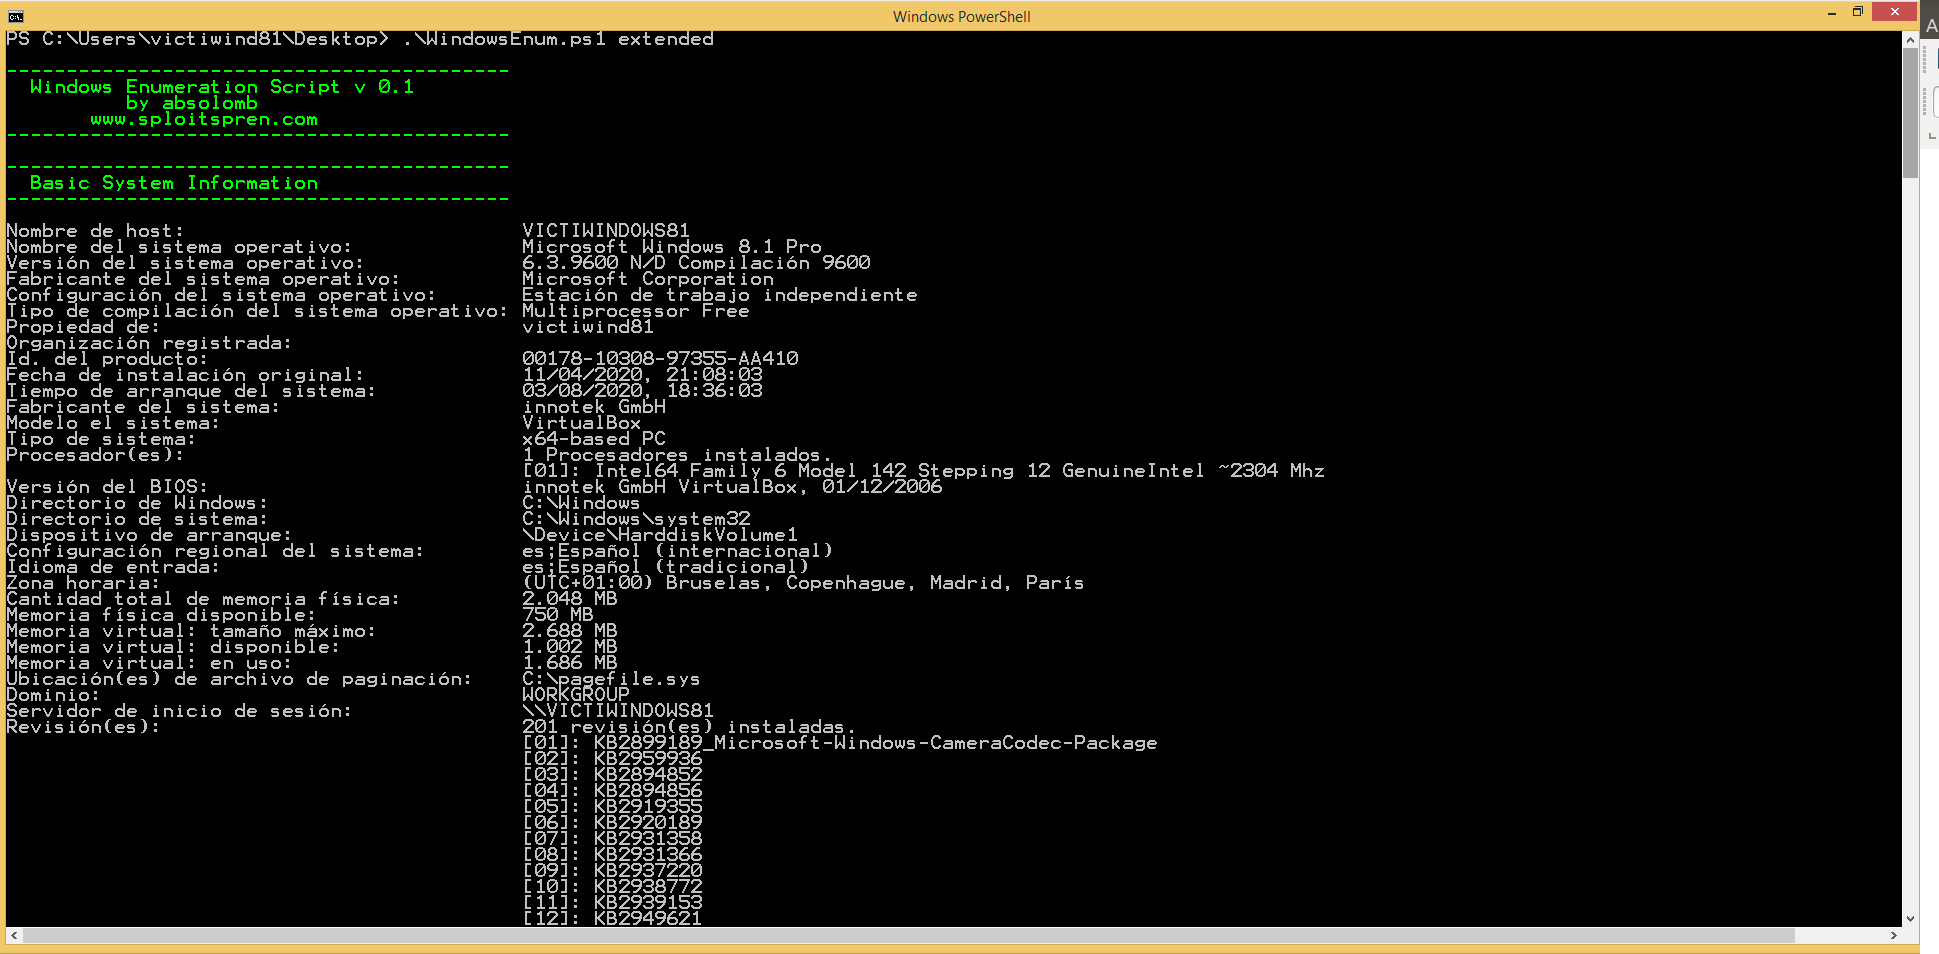 Windows PowerShell
PS C:\Users\victiwind81\Desktop> .\WindowsEnum.ps1 extended
------------------------------------------
Windows Enumeration Script v 0.1
by absolomb
www.sploitspren.com
------------------------------------------
------------------------------------------
Basic System Information
------------------------------------------
Nombre de host: VICTIWINDOWS81
Nombre del sistema operativo: Microsoft Windows 8.1 Pro
Versión del sistema operativo: 6.3.9600 N/D Compilación 9600
Fabricante del sistema operativo: Microsoft Corporation
Configuración del sistema operativo: Estación de trabajo independiente
Tipo de compilación del sistema operativo: Multiprocessor Free
Propiedad de: victiwind81
Organización registrada:
Id. del producto: 00178-10308-97355-AA410
Fecha de instalación original: 11/04/2020, 21:08:03
Tiempo de arranque del sistema: 03/08/2020, 18:36:03
Fabricante del sistema: innotek GmbH
Modelo el sistema: VirtualBox
Tipo de sistema: x64-based PC
Procesador(es): 1 Procesadores instalados.
[01]: Intel64 Family 6 Model 142 Stepping 12 GenuineIntel ~2304 Mhz
Versión del BIOS: innotek GmbH VirtualBox, 01/12/2006
Directorio de Windows: C:\Windows
Directorio de sistema: C:\Windows\system32
Dispositivo de arranque: \Device\HarddiskVolume1
Configuración regional del sistema: es;Español (internacional)
Idioma de entrada: es;Español (tradicional)
Zona horaria: (UTC+01:00) Bruselas, Copenhague, Madrid, París
Cantidad total de memoria física: 2.048 MB
Memoria física disponible: 750 MB
Memoria virtual: tamaño máximo: 2.688 MB
Memoria virtual: disponible: 1.002 MB
Memoria virtual: en uso: 1.686 MB
Ubicación(es) de archivo de paginación: C:\pagefile.sys
Dominio: WORKGROUP
Servidor de inicio de sesión: \\VICTIWINDOWS81
Revisión(es): 201 revisión(es) instaladas.
[01]: KB2899189_Microsoft-Windows-CameraCodec-Package
[02]: KB2959936
[03]: KB2894852
[04]: KB2894856
[05]: KB2919355
[06]: KB2920189
[07]: KB2931358
[08]: KB2931366
[09]: KB2937220
[10]: KB2938772
[11]: KB2939153
[12]: KB2949621